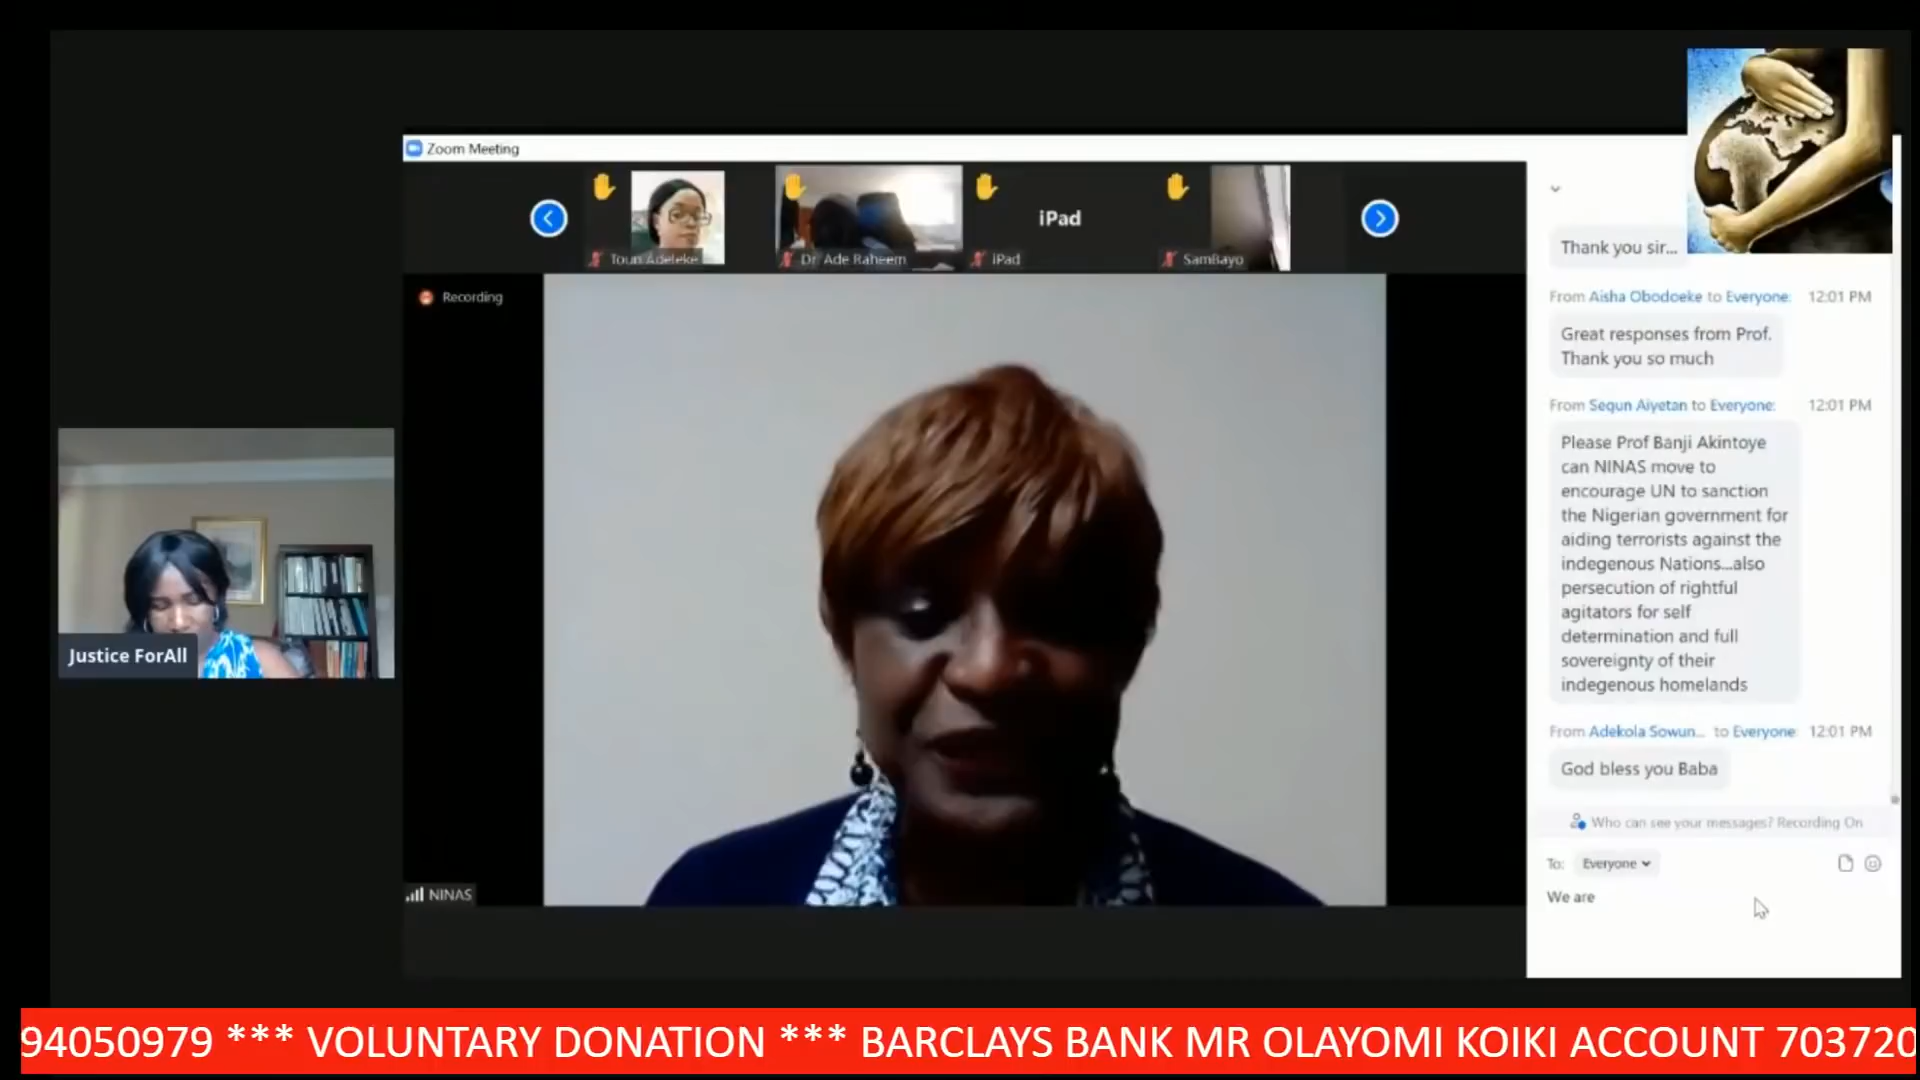 Zoom Meeting
Toun Adeleke
Dr. Ade Raheem
iPad
iPad
SamBayo
Recording
Justice ForAll
NINAS
Thank you sir...
From Aisha Obodoeke to Everyone: 12:01 PM
Great responses from Prof.
Thank you so much
From Segun Aiyetan to Everyone: 12:01 PM
Please Prof Banji Akintoye
can NINAS move to
encourage UN to sanction
the Nigerian government for
aiding terrorists against the
indegenous Nations...also
persecution of rightful
agitators for self
determination and full
sovereignty of their
indegenous homelands
From Adekola Sowun... to Everyone 12:01 PM
God bless you Baba
Who can see your messages? Recording On
To: Everyone
We are
94050979 *** VOLUNTARY DONATION *** BARCLAYS BANK MR OLAYOMI KOIKI ACCOUNT 703720